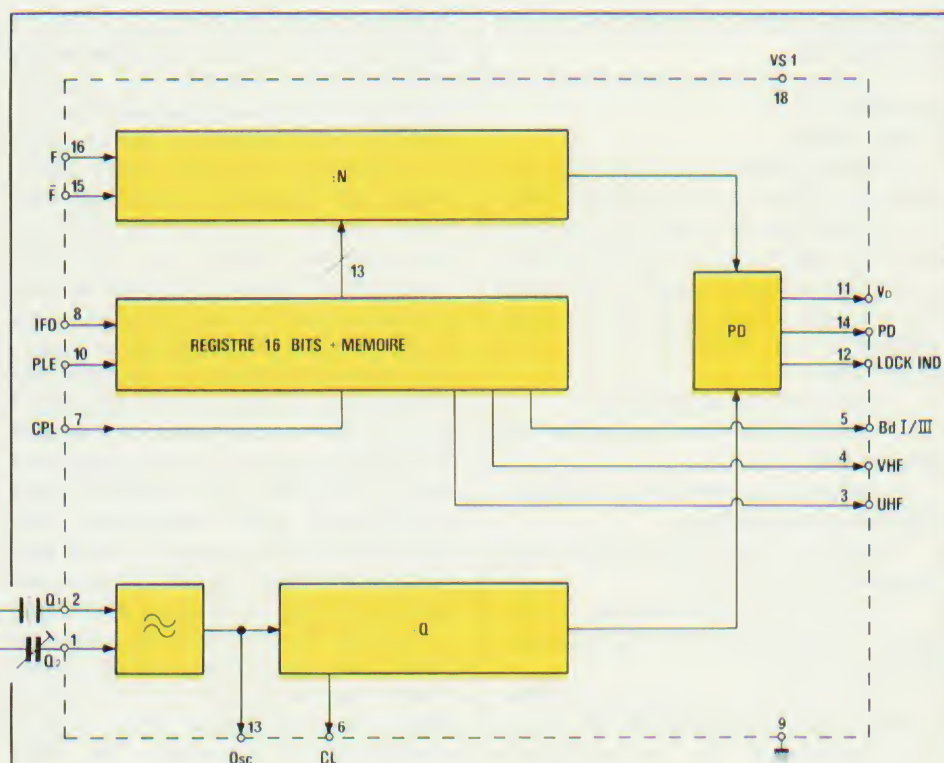 VS 1
18
F 16
F̄ 15
:N
13
IFO 8
PLE 10
CPL 7
REGISTRE 16 BITS + MEMOIRE
PD
11 VD
14 PD
12 LOCK IND
5 Bd I/III
4 VHF
3 UHF
Q1 2
Q2 1
:Q
13
Osc
6
CL
9